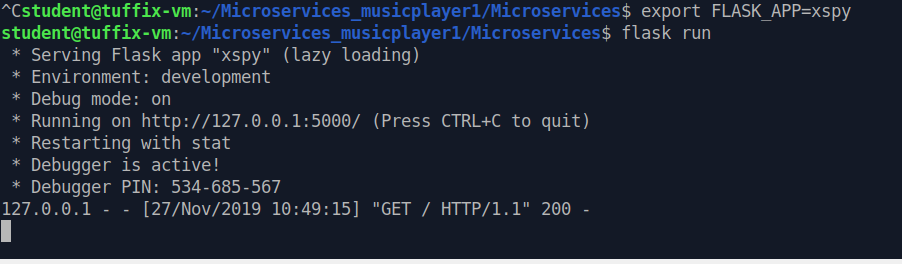 ^Cstudent@tuffix-vm:~/Microservices_musicplayer1/Microservices$ export FLASK_APP=xspy
student@tuffix-vm:~/Microservices_musicplayer1/Microservices$ flask run
 * Serving Flask app "xspy" (lazy loading)
 * Environment: development
 * Debug mode: on
 * Running on http://127.0.0.1:5000/ (Press CTRL+C to quit)
 * Restarting with stat
 * Debugger is active!
 * Debugger PIN: 534-685-567
127.0.0.1 - - [27/Nov/2019 10:49:15] "GET / HTTP/1.1" 200 -